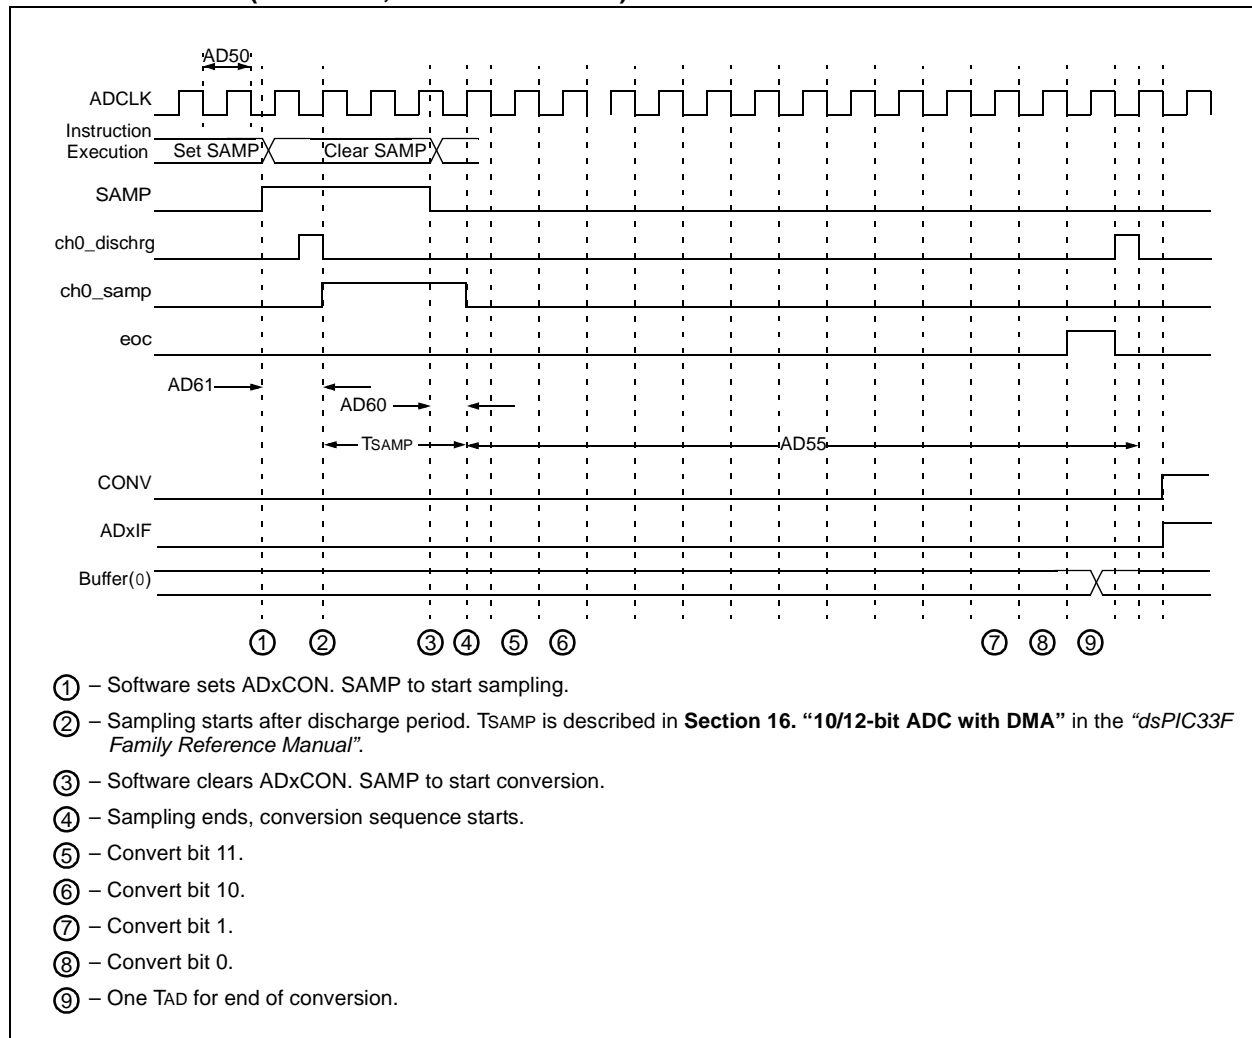 AD50
ADCLK
Instruction
Execution
Set SAMP
Clear SAMP
SAMP
ch0_dischrg
ch0_samp
eoc
AD61
AD60
TSAMP
AD55
CONV
ADxIF
Buffer(0)
1 2 3 4 5 6 7 8 9
1 – Software sets ADxCON. SAMP to start sampling.
2 – Sampling starts after discharge period. TSAMP is described in Section 16. “10/12-bit ADC with DMA” in the “dsPIC33F
Family Reference Manual”.
3 – Software clears ADxCON. SAMP to start conversion.
4 – Sampling ends, conversion sequence starts.
5 – Convert bit 11.
6 – Convert bit 10.
7 – Convert bit 1.
8 – Convert bit 0.
9 – One TAD for end of conversion.